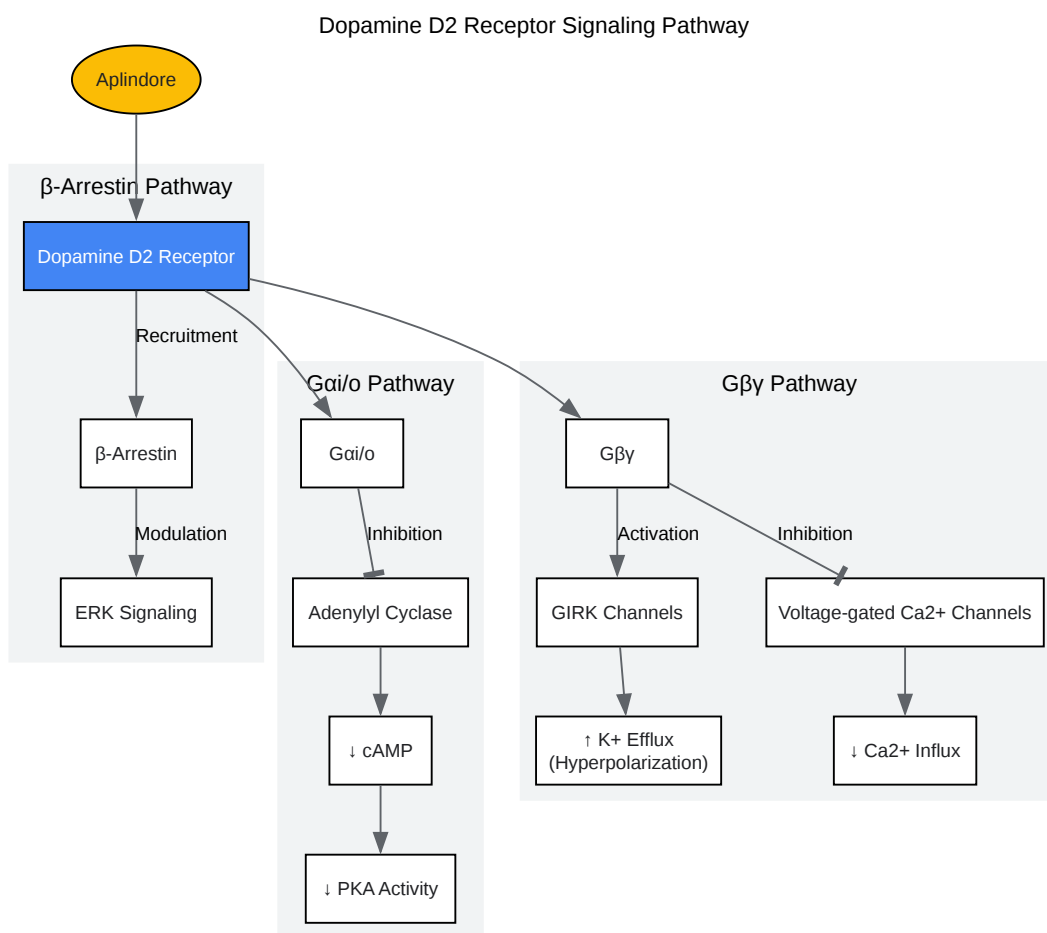 Dopamine D2 Receptor Signaling Pathway
Aplindore
β-Arrestin Pathway
Dopamine D2 Receptor
Recruitment
Gαi/o Pathway
Gβγ Pathway
β-Arrestin
Gαi/o
Gβγ
Modulation
Inhibition
Activation
Inhibition
ERK Signaling
Adenylyl Cyclase
GIRK Channels
Voltage-gated Ca2+ Channels
↓ cAMP
↑ K+ Efflux
(Hyperpolarization)
↓ Ca2+ Influx
↓ PKA Activity